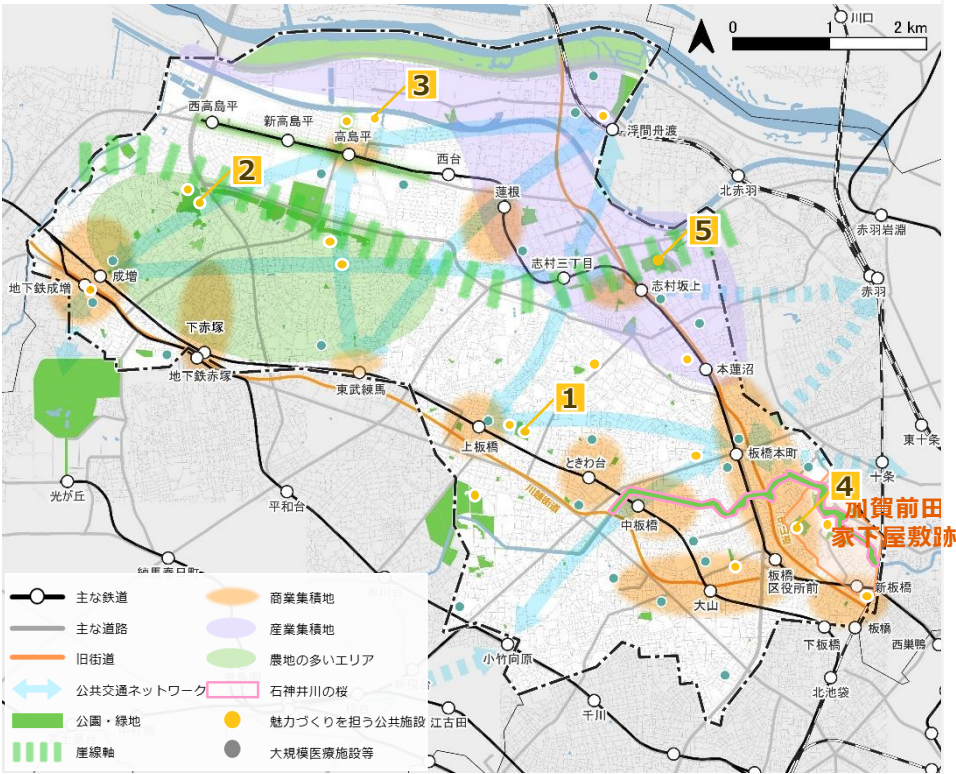 川口
0 1 2 km
3
西高島平
新高島平
高島平
浮間舟渡
西台
2
北赤羽
蓮根
赤羽岩淵
5
志村三丁目
成増
地下鉄成増
志村坂上
赤羽
下赤塚
地下鉄赤塚
東武練馬
本蓮沼
1
東十条
上板橋
板橋本町
ときわ台
十条
光が丘
平和台
川越街道
4
中板橋
加賀前田
家下屋敷跡
板橋
区役所前
新板橋
大山
下板橋
板橋
西巣鴨
小竹向原
北池袋
千川
江古田
主な鉄道
商業集積地
主な道路
産業集積地
旧街道
農地の多いエリア
公共交通ネットワーク
石神井川の桜
公園・緑地
魅力づくりを担う公共施設
崖線軸
大規模医療施設等